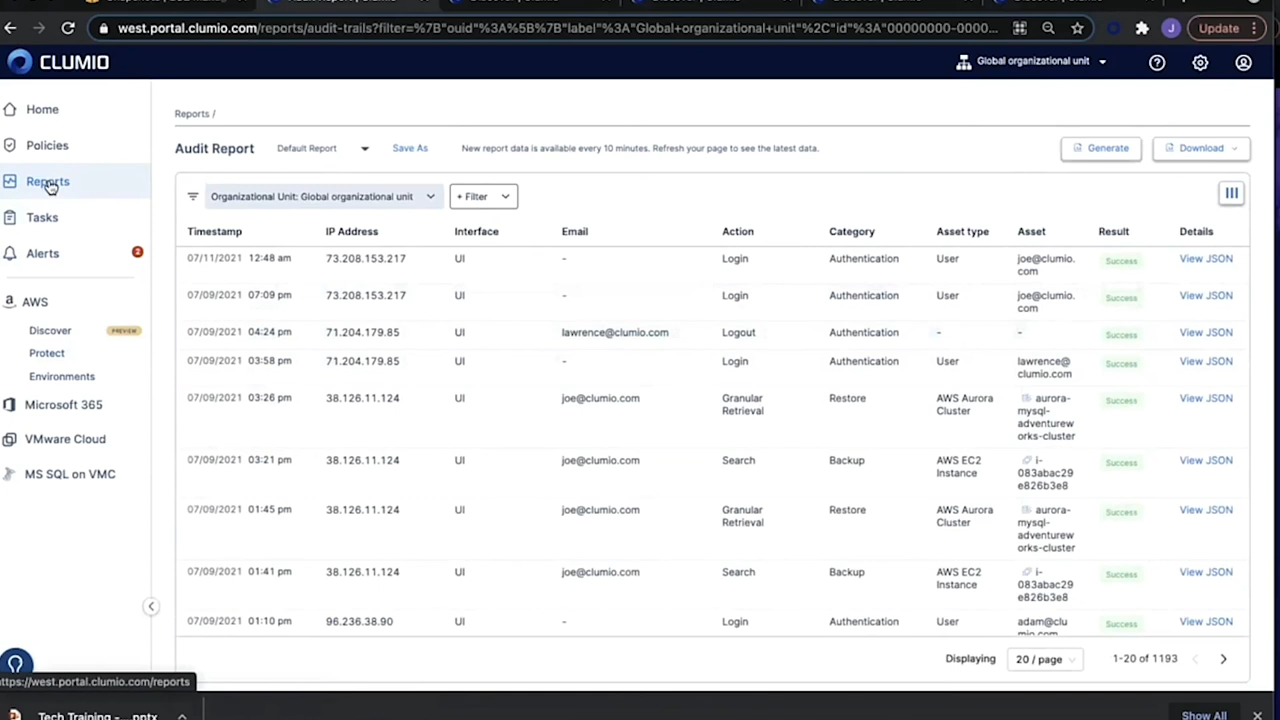 west.portal.clumio.com/reports/audit-trails?filter=%7B"ouid"%3A%5B%7B"label"%3A"Global+organizational+unit"%2C"id"%3A"00000000-0000-...
J
Update
CLUMIO
Global organizational unit
Home
Policies
Reports
Tasks
Alerts
2
AWS
Discover
PREVIEW
Protect
Environments
Microsoft 365
VMware Cloud
MS SQL on VMC
Reports /
Audit Report Default Report Save As New report data is available every 10 minutes. Refresh your page to see the latest data. Generate Download
Organizational Unit: Global organizational unit + Filter
Timestamp IP Address Interface Email Action Category Asset type Asset Result Details
07/11/2021 12:48 am 73.208.153.217 UI - Login Authentication User joe@clumio. Success View JSON
com
07/09/2021 07:09 pm 73.208.153.217 UI - Login Authentication User joe@clumio. Success View JSON
com
07/09/2021 04:24 pm 71.204.179.85 UI lawrence@clumio.com Logout Authentication - - Success View JSON
07/09/2021 03:58 pm 71.204.179.85 UI - Login Authentication User lawrence@ Success View JSON
clumio.com
07/09/2021 03:26 pm 38.126.11.124 UI joe@clumio.com Granular Restore AWS Aurora aurora- Success View JSON
Retrieval Cluster mysql-
adventurew
orks-cluster
07/09/2021 03:21 pm 38.126.11.124 UI joe@clumio.com Search Backup AWS EC2 i- Success View JSON
Instance 083abac29
e826b3e8
07/09/2021 01:45 pm 38.126.11.124 UI joe@clumio.com Granular Restore AWS Aurora aurora- Success View JSON
Retrieval Cluster mysql-
adventurew
orks-cluster
07/09/2021 01:41 pm 38.126.11.124 UI joe@clumio.com Search Backup AWS EC2 i- Success View JSON
Instance 083abac29
e826b3e8
07/09/2021 01:10 pm 96.236.38.90 UI - Login Authentication User adam@clu Success View JSON
mio.com
Displaying 20 / page 1-20 of 1193
https://west.portal.clumio.com/reports
Tech Training - ....pptx
Show All